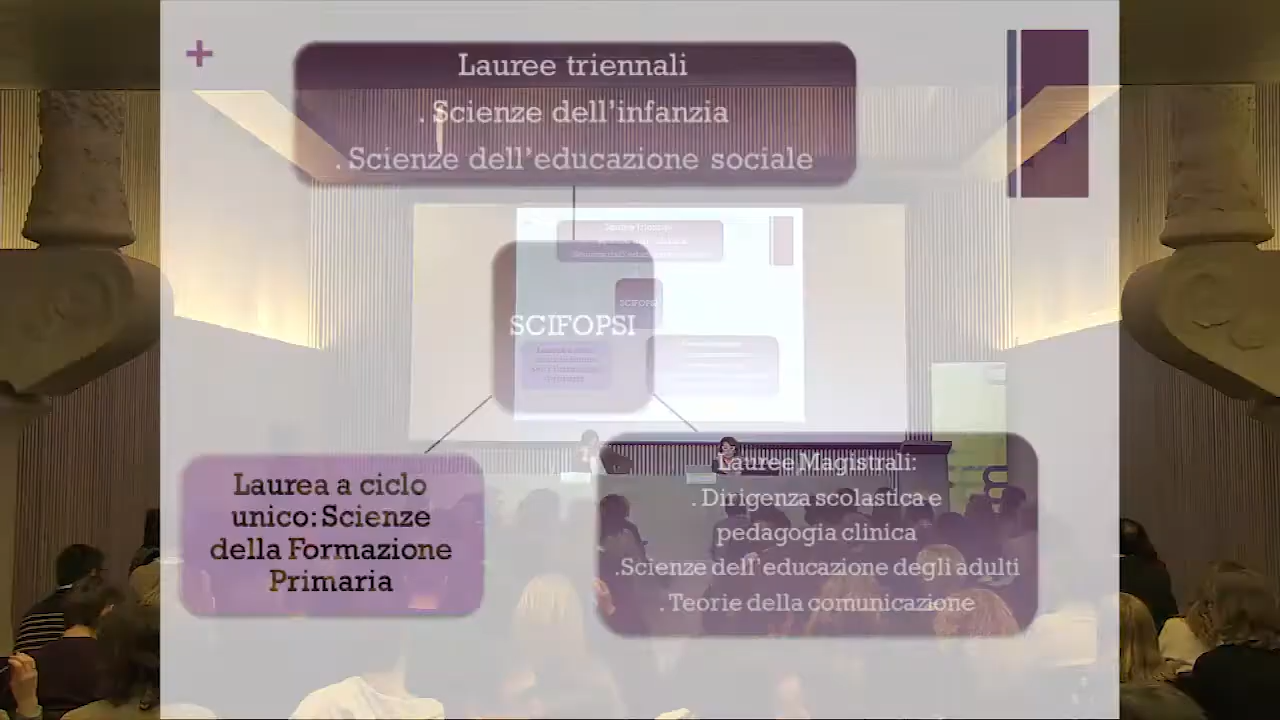 Lauree triennali
. Scienze dell'infanzia
. Scienze dell'educazione sociale
SCIFOPSI
Laurea a ciclo
unico: Scienze
della Formazione
Primaria
Lauree Magistrali:
. Dirigenza scolastica e
pedagogia clinica
.Scienze dell'educazione degli adulti
. Teorie della comunicazione
SCIFOPSI